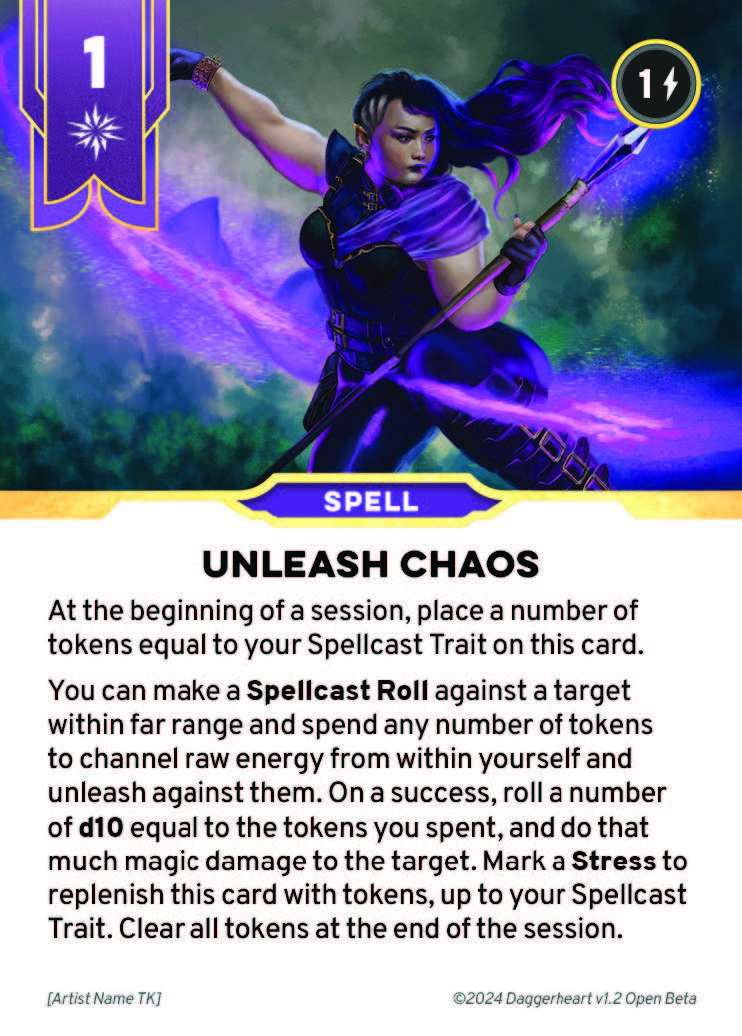 1
1
SPELL
UNLEASH CHAOS
At the beginning of a session, place a number of
tokens equal to your Spellcast Trait on this card.
You can make a Spellcast Roll against a target
within far range and spend any number of tokens
to channel raw energy from within yourself and
unleash against them. On a success, roll a number
of d10 equal to the tokens you spent, and do that
much magic damage to the target. Mark a Stress to
replenish this card with tokens, up to your Spellcast
Trait. Clear all tokens at the end of the session.
[Artist Name TK]
©2024 Daggerheart v1.2 Open Beta